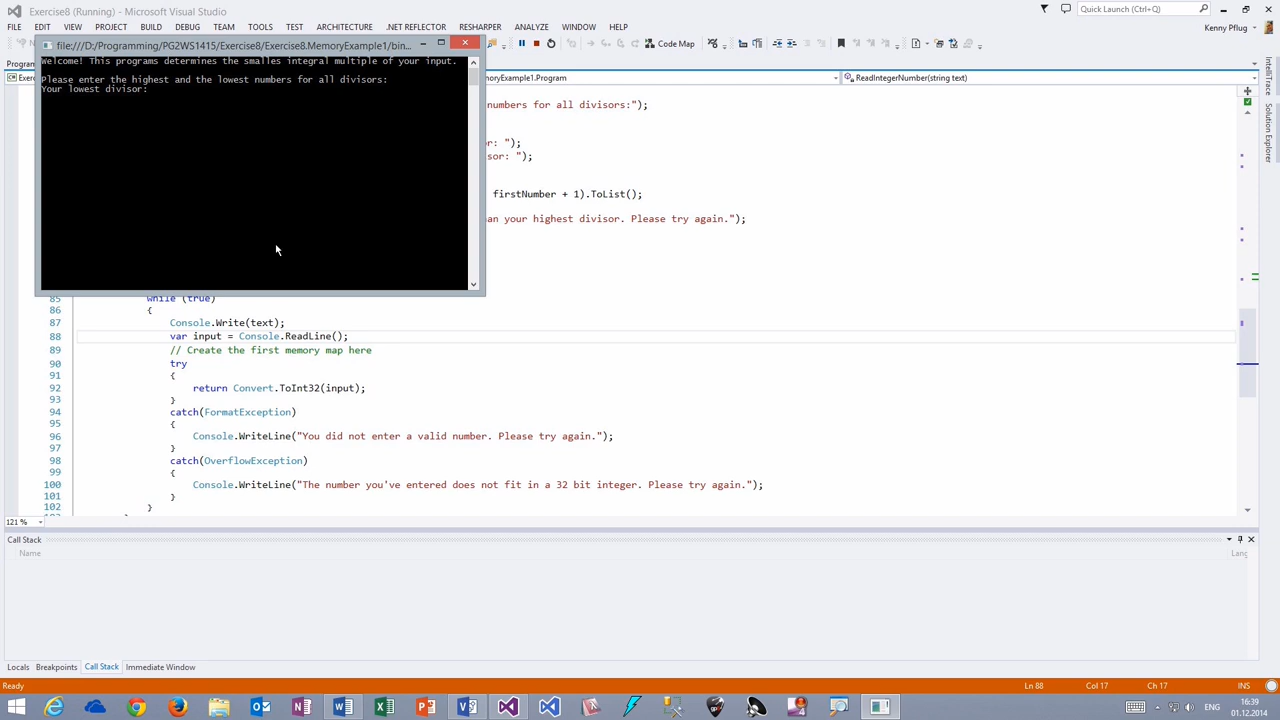 Exercise8 (Running) - Microsoft Visual Studio
Quick Launch (Ctrl+Q)
FILE EDIT VIEW PROJECT BUILD DEBUG TEAM TOOLS TEST ARCHITECTURE .NET REFLECTOR RESHARPER ANALYZE WINDOW HELP
Kenny Pflug
file:///D:/Programming/PG2WS1415/Exercise8/Exercise8.MemoryExample1/bin...
Code Map
Welcome! This programs determines the smalles integral multiple of your input.
Please enter the highest and the lowest numbers for all divisors:
Your lowest divisor:
Progran
Exerc
moryExample1.Program
ReadIntegerNumber(string text)
IntelliTrace
Solution Explorer
numbers for all divisors:");
or: ");
sor: ");
firstNumber + 1).ToList();
an your highest divisor. Please try again.");
85 while (true)
86 {
87 Console.Write(text);
88 var input = Console.ReadLine();
89 // Create the first memory map here
90 try
91 {
92 return Convert.ToInt32(input);
93 }
94 catch(FormatException)
95 {
96 Console.WriteLine("You did not enter a valid number. Please try again.");
97 }
98 catch(OverflowException)
99 {
100 Console.WriteLine("The number you've entered does not fit in a 32 bit integer. Please try again.");
101 }
102 }
121 %
Call Stack
Name
Lang
Locals Breakpoints Call Stack Immediate Window
Ready
Ln 88 Col 17 Ch 17 INS
ENG
16:39
01.12.2014